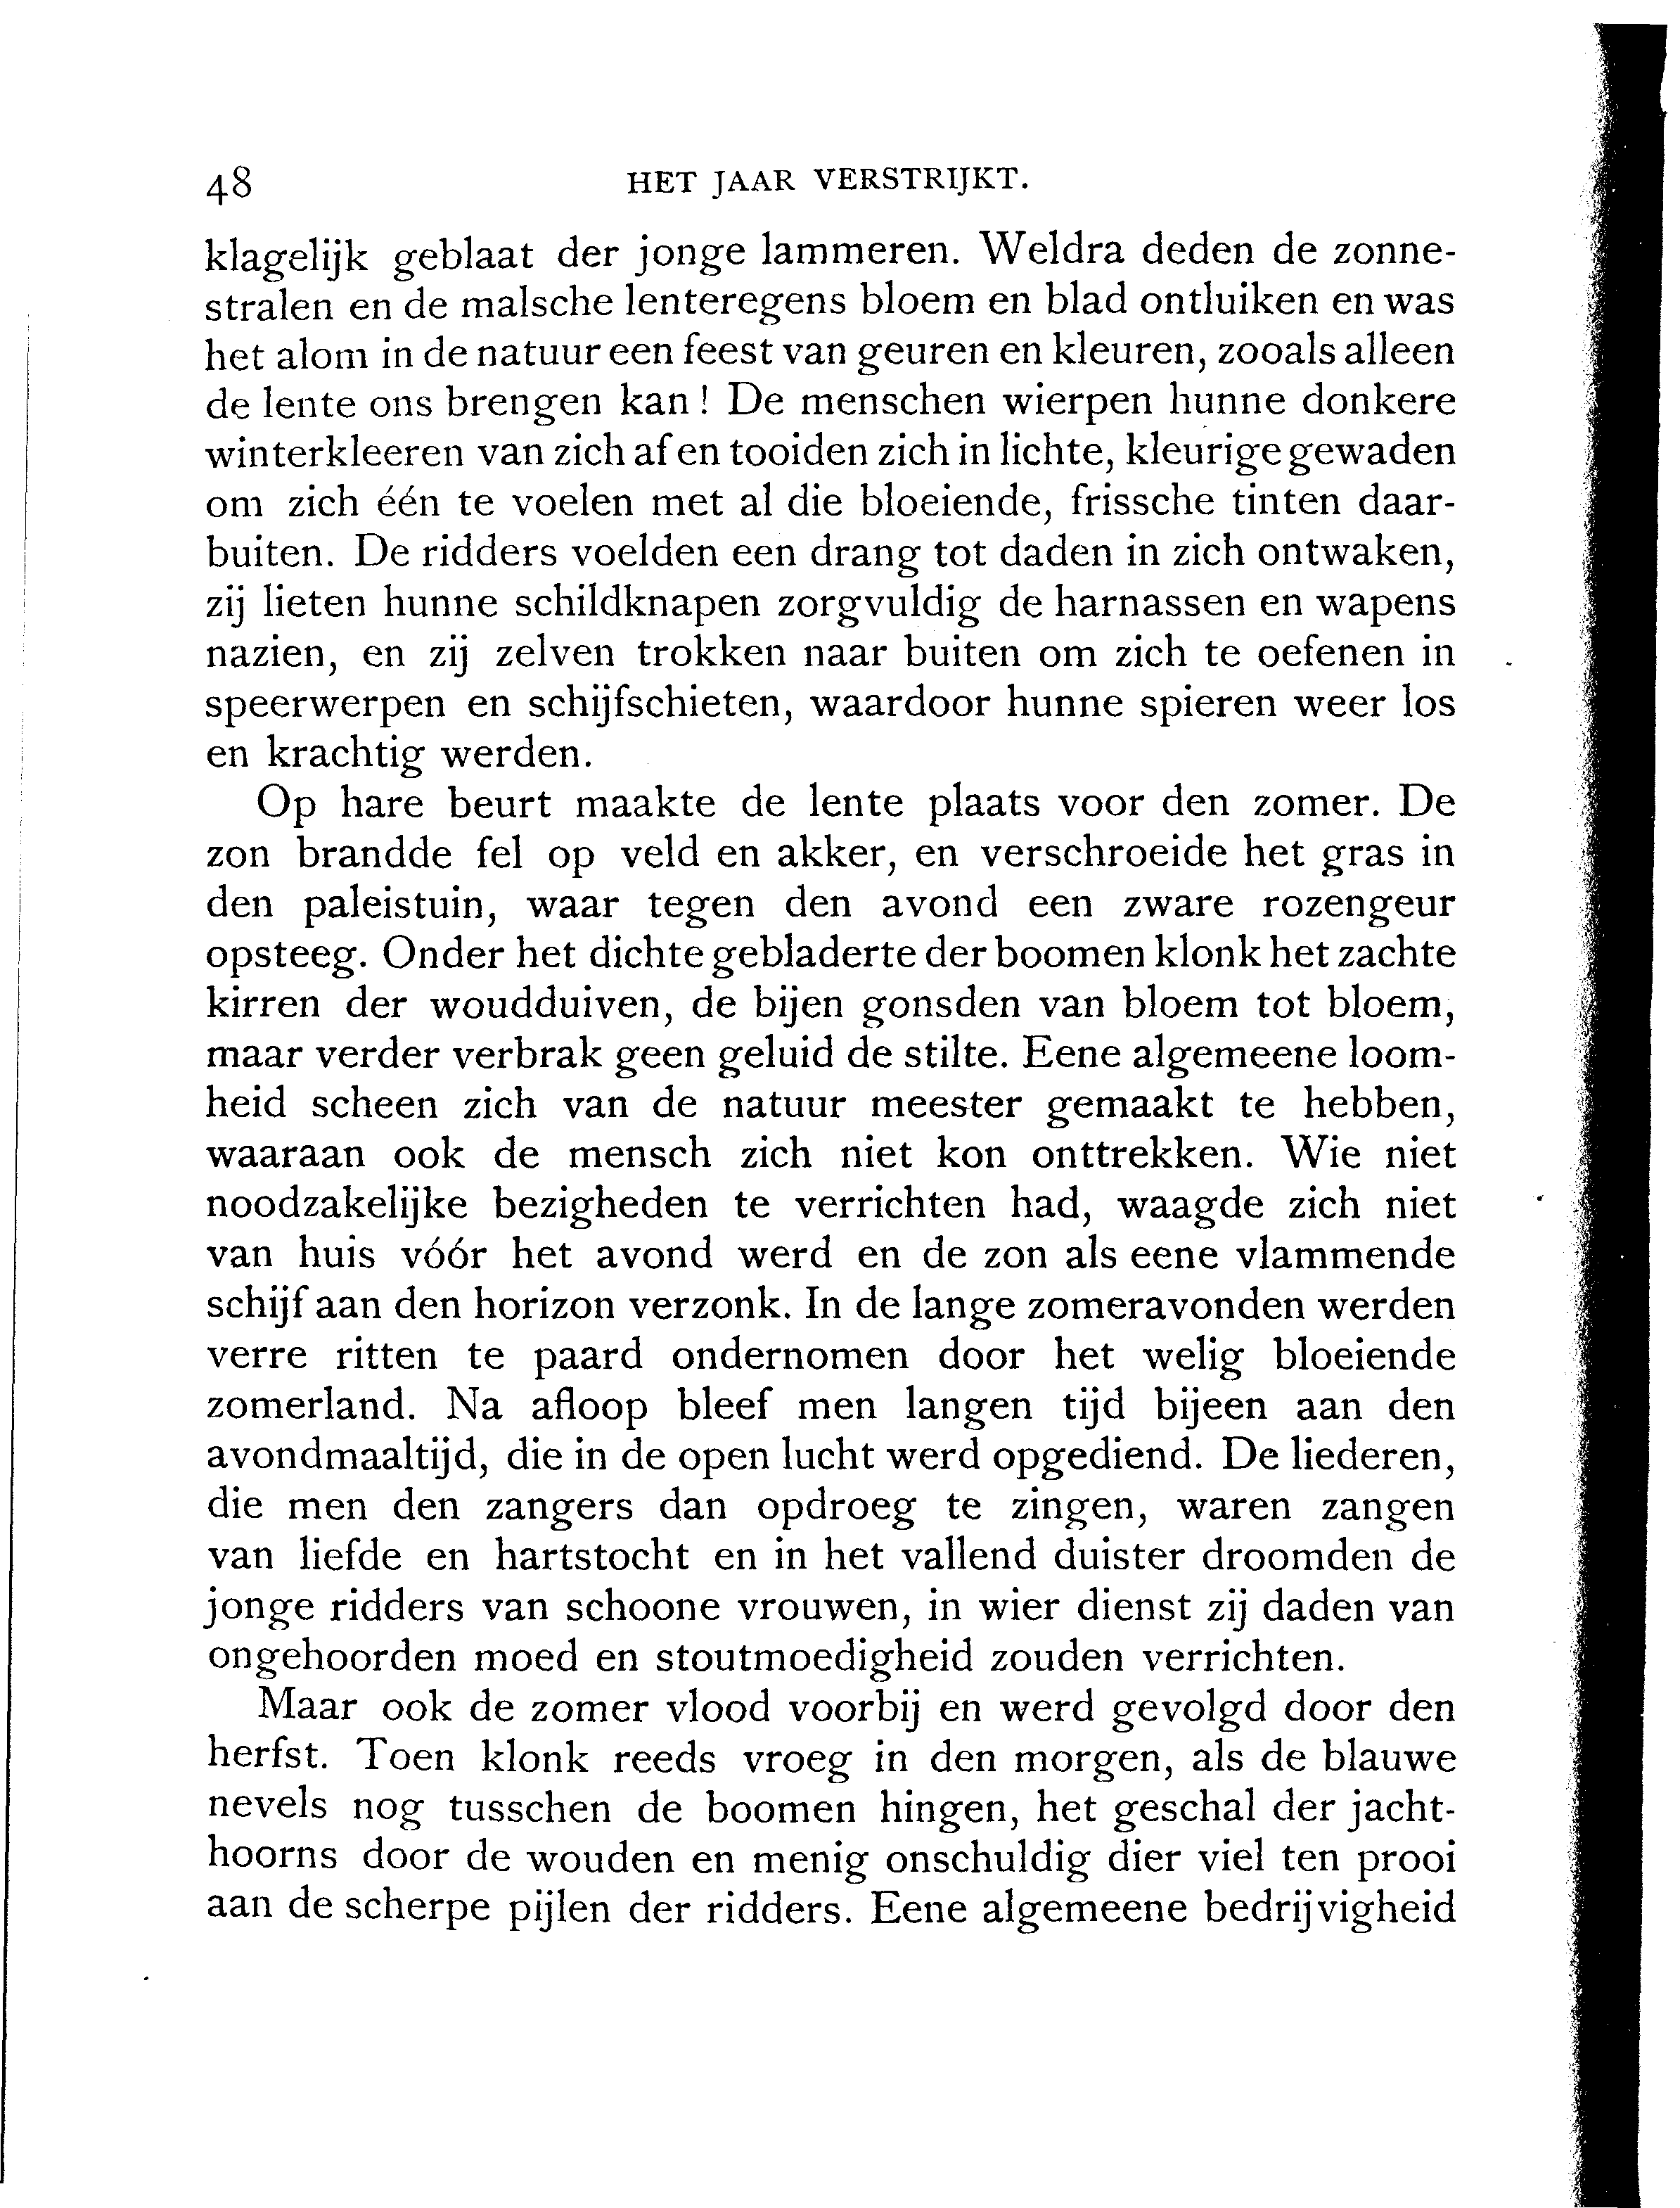 48 HET JAAR VERSTRIJKT.
klagelijk geblaat der jonge lammeren. Weldra deden de zonne-
stralen en de malsche lenteregens bloem en blad ontluiken en was
het alom in de natuur een feest van geuren en kleuren, zooals alleen
de lente ons brengen kan! De menschen wierpen hunne donkere
winterkleeren van zich af en tooiden zich in lichte, kleurige gewaden
om zich één te voelen met al die bloeiende, frissche tinten daar-
buiten. De ridders voelden een drang tot daden in zich ontwaken,
zij lieten hunne schildknapen zorgvuldig de harnassen en wapens
nazien, en zij zelven trokken naar buiten om zich te oefenen in
speerwerpen en schijfschieten, waardoor hunne spieren weer los
en krachtig werden.
Op hare beurt maakte de lente plaats voor den zomer. De
zon brandde fel op veld en akker, en verschroeide het gras in
den paleistuin, waar tegen den avond een zware rozengeur
opsteeg. Onder het dichte gebladerte der boomen klonk het zachte
kirren der woudduiven, de bijen gonsden van bloem tot bloem,
maar verder verbrak geen geluid de stilte. Eene algemeene loom-
heid scheen zich van de natuur meester gemaakt te hebben,
waaraan ook de mensch zich niet kon onttrekken. Wie niet
noodzakelijke bezigheden te verrichten had, waagde zich niet
van huis vóór het avond werd en de zon als eene vlammende
schijf aan den horizon verzonk. In de lange zomeravonden werden
verre ritten te paard ondernomen door het welig bloeiende
zomerland. Na afloop bleef men langen tijd bijeen aan den
avondmaaltijd, die in de open lucht werd opgediend. De liederen,
die men den zangers dan opdroeg te zingen, waren zangen
van liefde en hartstocht en in het vallend duister droomden de
jonge ridders van schoone vrouwen, in wier dienst zij daden van
ongehoorden moed en stoutmoedigheid zouden verrichten.
Maar ook de zomer vlood voorbij en werd gevolgd door den
herfst. Toen klonk reeds vroeg in den morgen, als de blauwe
nevels nog tusschen de boomen hingen, het geschal der jacht-
hoorns door de wouden en menig onschuldig dier viel ten prooi
aan de scherpe pijlen der ridders. Eene algemeene bedrijvigheid